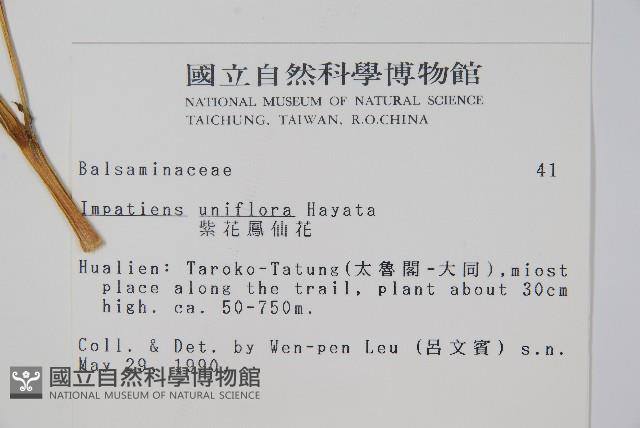 國立自然科學博物館
NATIONAL MUSEUM OF NATURAL SCIENCE
TAICHUNG, TAIWAN, R.O.CHINA
Balsaminaceae 41
Impatiens uniflora Hayata
紫花鳳仙花
Hualien: Taroko-Tatung(太魯閣-大同),miost
place along the trail, plant about 30cm
high. ca. 50-750m.
Coll. & Det. by Wen-pen Leu (呂文賓) s.n.
May 29, 1990
國立自然科學博物館
NATIONAL MUSEUM OF NATURAL SCIENCE